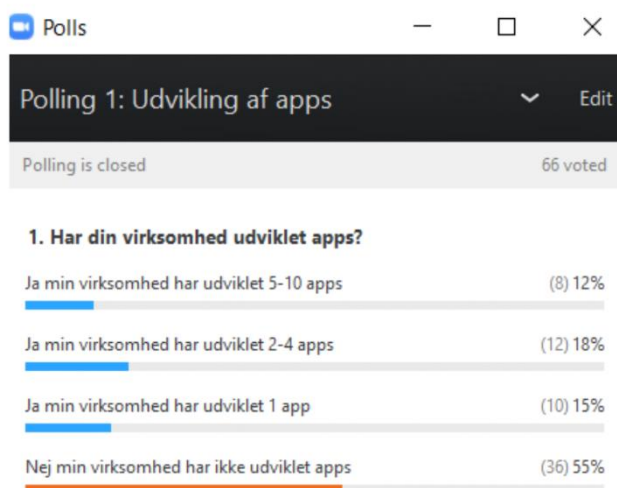 Polls
Polling 1: Udvikling af apps Edit
Polling is closed 66 voted
1. Har din virksomhed udviklet apps?
Ja min virksomhed har udviklet 5-10 apps (8) 12%
Ja min virksomhed har udviklet 2-4 apps (12) 18%
Ja min virksomhed har udviklet 1 app (10) 15%
Nej min virksomhed har ikke udviklet apps (36) 55%